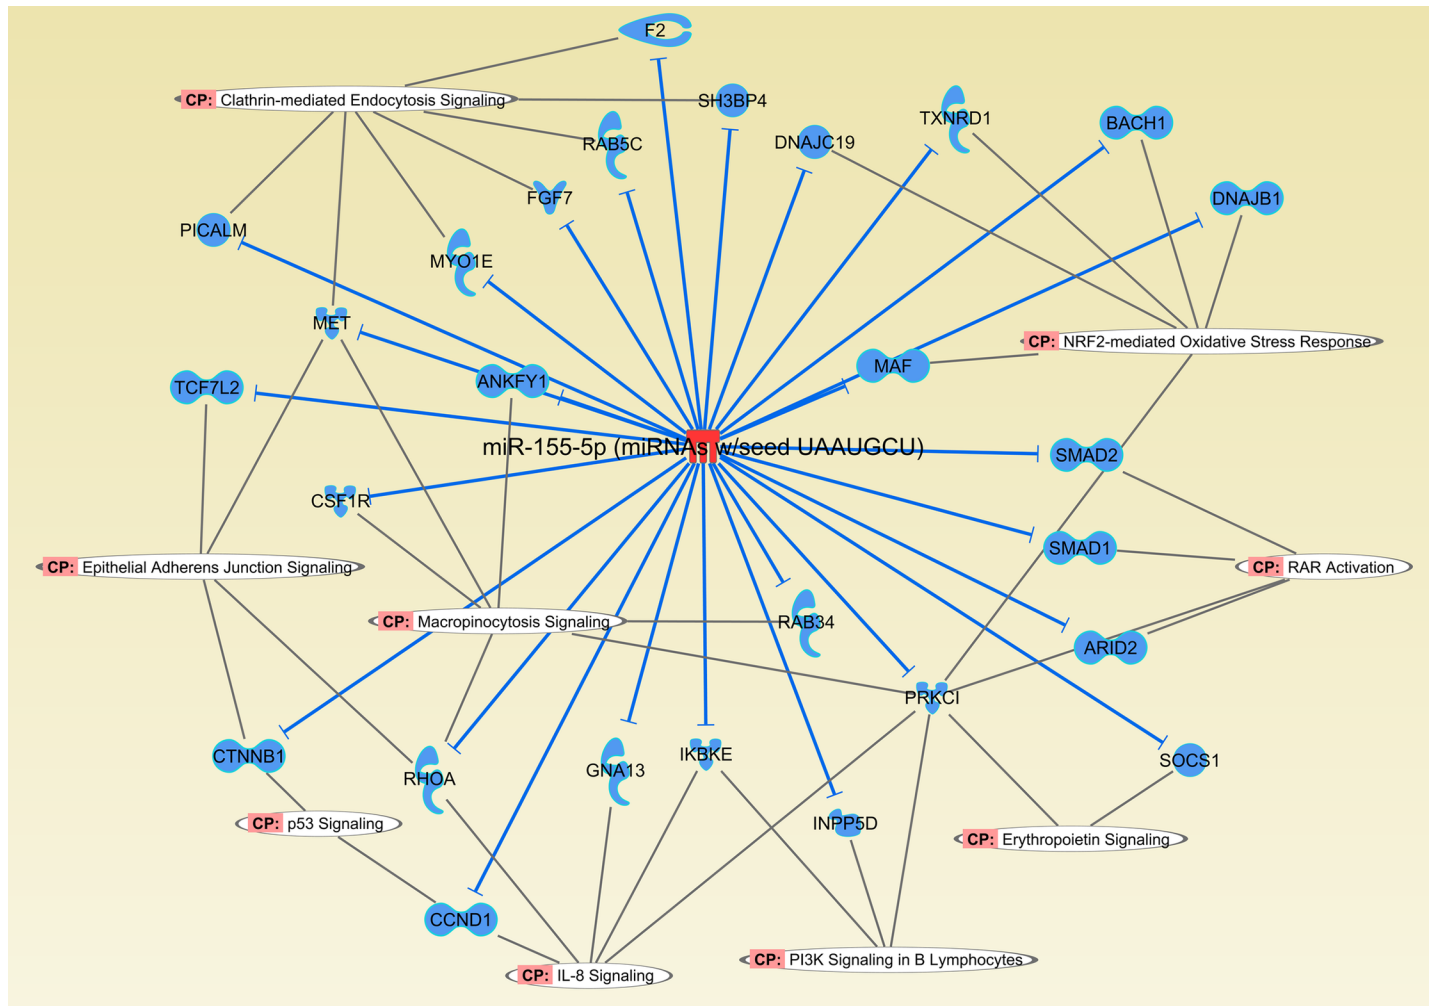 F2
CP: Clathrin-mediated Endocytosis Signaling
SH3BP4
TXNRD1
BACH1
RAB5C
DNAJC19
FGF7
DNAJB1
PICALM
MYO1E
MET
CP: NRF2-mediated Oxidative Stress Response
MAF
TCF7L2
ANKFY1
miR-155-5p (miRNAs w/seed UAAUGCU)
SMAD2
CSF1R
SMAD1
CP: Epithelial Adherens Junction Signaling
CP: RAR Activation
CP: Macropinocytosis Signaling
RAB34
ARID2
PRKCI
CTNNB1
RHOA
GNA13
IKBKE
SOCS1
CP: p53 Signaling
INPP5D
CP: Erythropoietin Signaling
CCND1
CP: PI3K Signaling in B Lymphocytes
CP: IL-8 Signaling